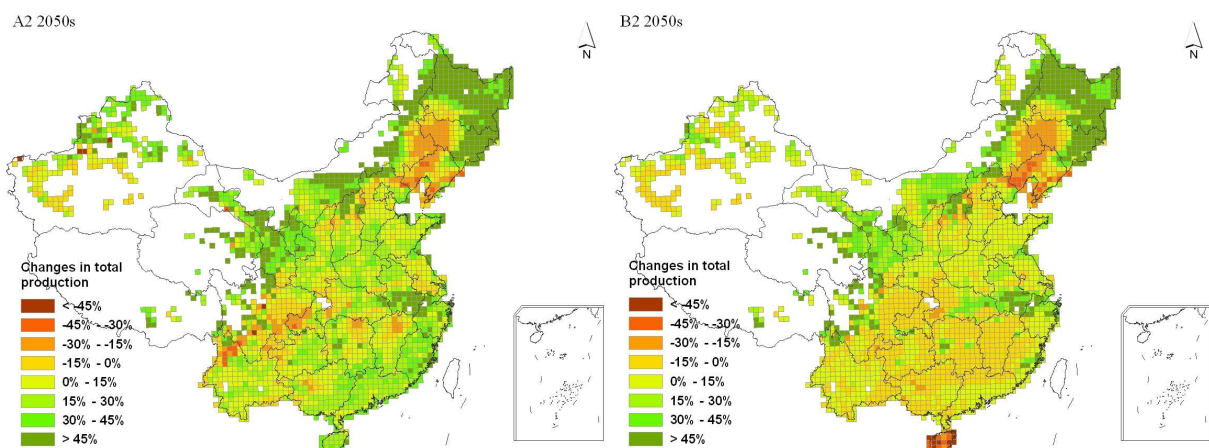 A2 2050s
N
Changes in total
production
< -45%
-45% - -30%
-30% - -15%
-15% - 0%
0% - 15%
15% - 30%
30% - 45%
> 45%
B2 2050s
N
Changes in total
production
< -45%
-45% - -30%
-30% - -15%
-15% - 0%
0% - 15%
15% - 30%
30% - 45%
> 45%